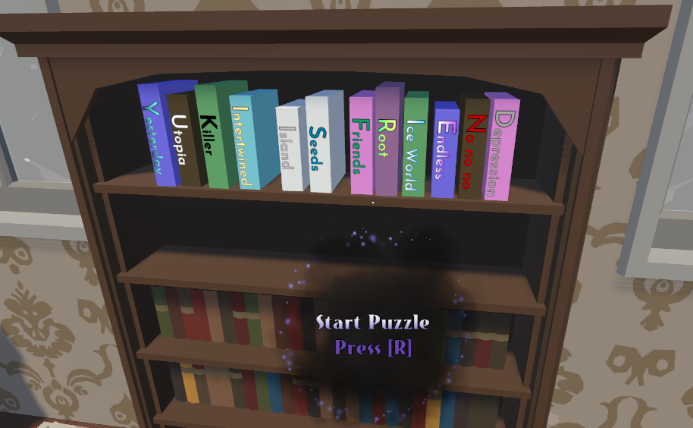 Yesterday
Utopia
Killer
Intertwined
Island
Seeds
Friends
Root
Ice World
Endless
No no no
Depression
Start Puzzle
Press [R]